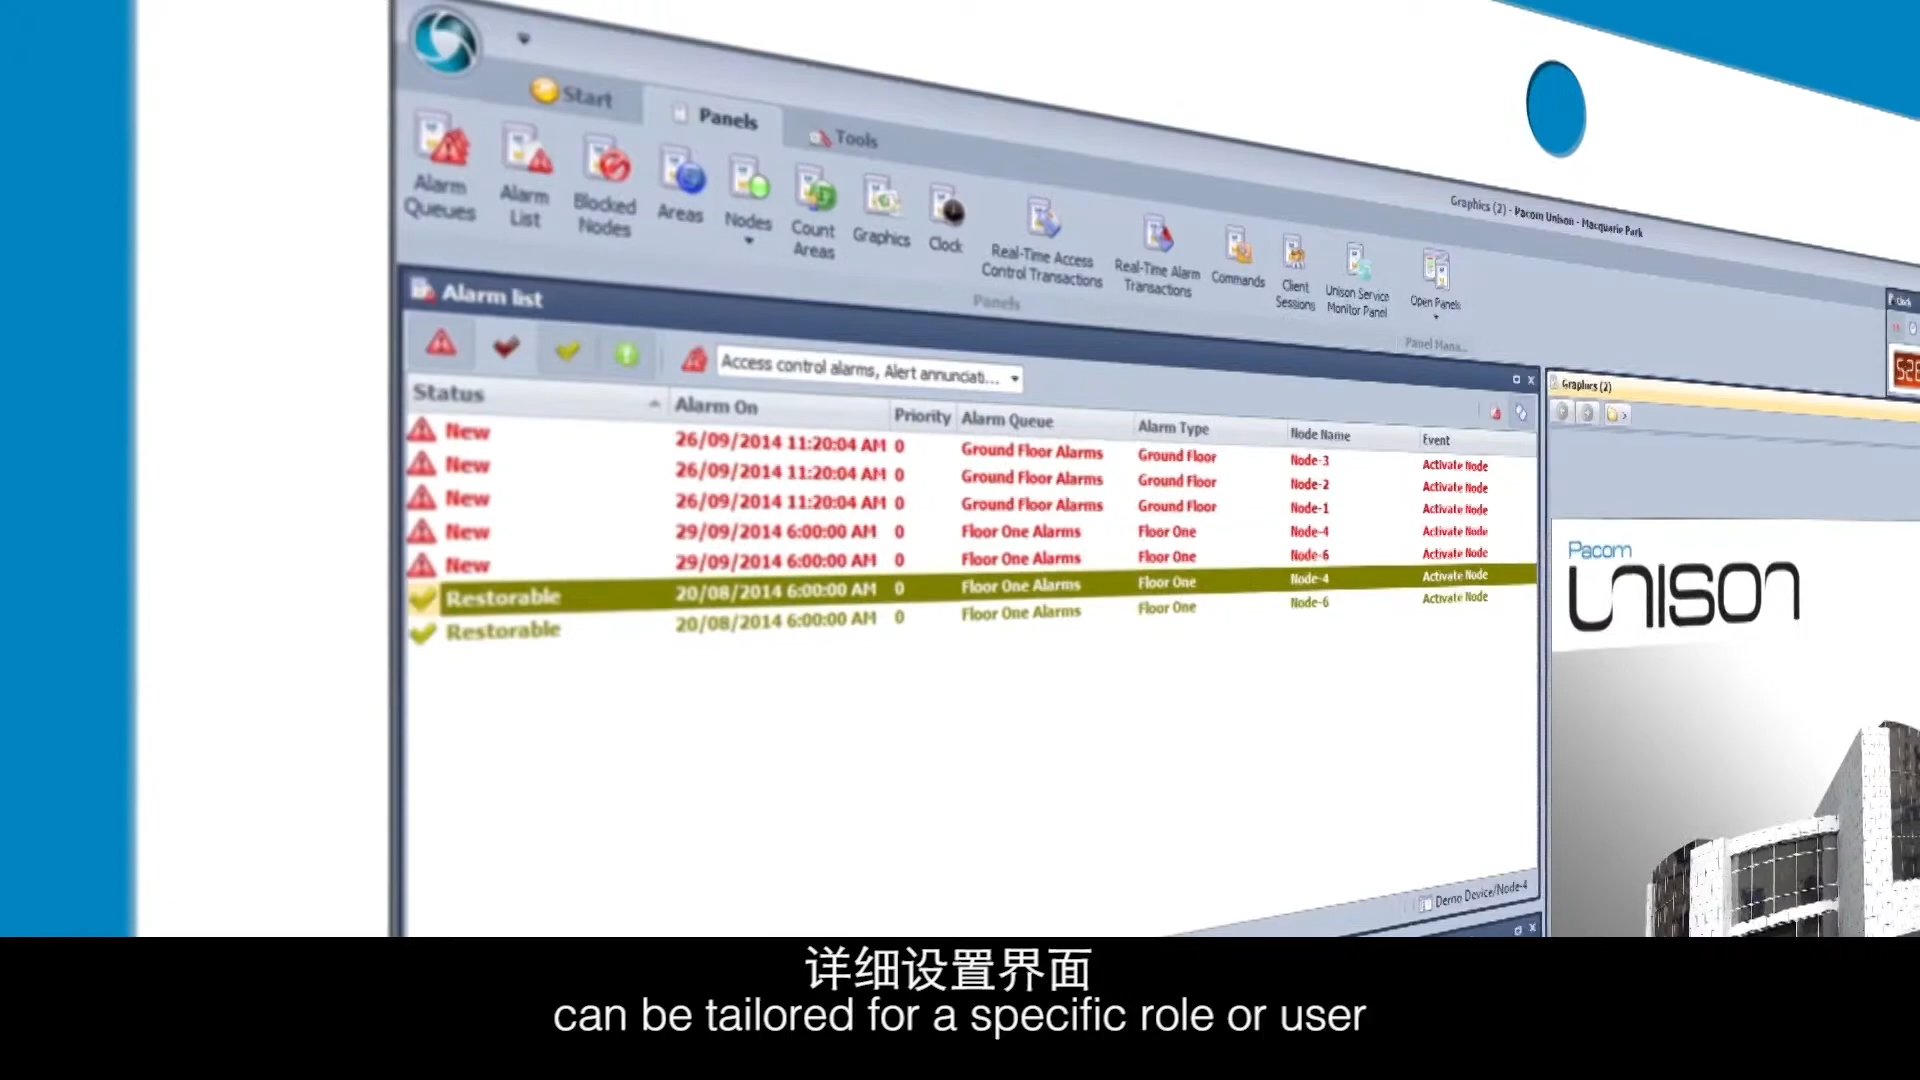 Start
Panels
Tools
Graphics (2) - Pacom Unison - Macquarie Park
Alarm Queues
Alarm List
Blocked Nodes
Areas
Nodes
Count Areas
Graphics
Clock
Real-Time Access Control Transactions
Real-Time Alarm Transactions
Commands
Client Sessions
Unison Service Monitor Panel
Open Panels
Panels
Panel Mana...
Clock
Alarm list
Access control alarms, Alert annunciati...
Graphics (2)
Status Alarm On Priority Alarm Queue Alarm Type Node Name Event
New 26/09/2014 11:20:04 AM 0 Ground Floor Alarms Ground Floor Node-3 Activate Node
New 26/09/2014 11:20:04 AM 0 Ground Floor Alarms Ground Floor Node-2 Activate Node
New 26/09/2014 11:20:04 AM 0 Ground Floor Alarms Ground Floor Node-1 Activate Node
New 29/09/2014 6:00:00 AM 0 Floor One Alarms Floor One Node-4 Activate Node
New 29/09/2014 6:00:00 AM 0 Floor One Alarms Floor One Node-6 Activate Node
Restorable 20/08/2014 6:00:00 AM 0 Floor One Alarms Floor One Node-4 Activate Node
Restorable 20/08/2014 6:00:00 AM 0 Floor One Alarms Floor One Node-6 Activate Node
Pacom
UNISON
Demo Device/Node-4
详细设置界面
can be tailored for a specific role or user